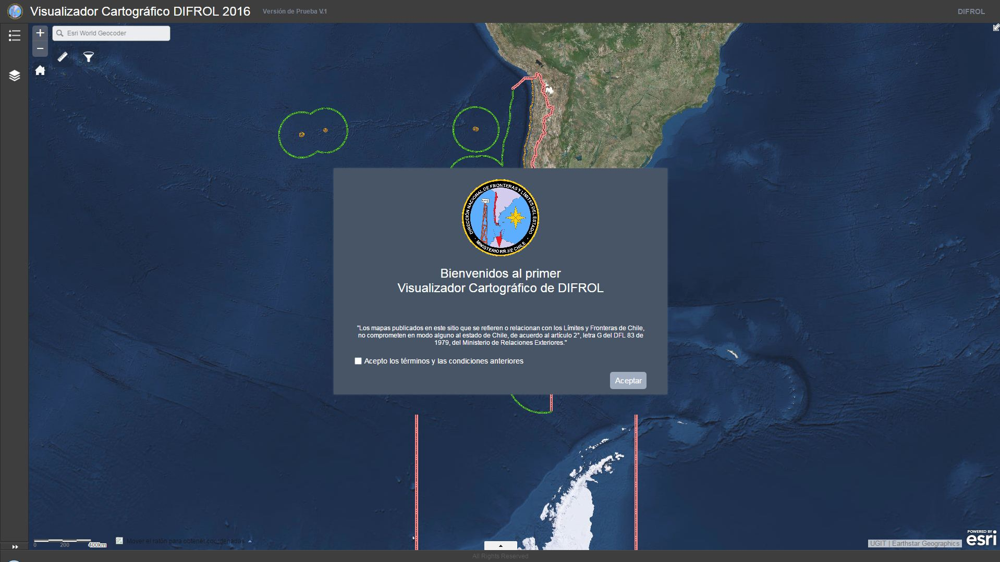 Visualizador Cartográfico DIFROL 2016
Versión de Prueba V.1
DIFROL
Esri World Geocoder
DIRECCIÓN NACIONAL DE FRONTERAS Y LÍMITES DEL ESTADO
MINISTERIO RR.EE CHILE
Bienvenidos al primer
Visualizador Cartográfico de DIFROL
"Los mapas publicados en este sitio que se refieren o relacionan con los Límites y Fronteras de Chile,
no comprometen en modo alguno al estado de Chile, de acuerdo al artículo 2°, letra G del DFL 83 de
1979, del Ministerio de Relaciones Exteriores."
Acepto los términos y las condiciones anteriores
Aceptar
0 200 400km
Mover el ratón para obtener coordenadas
UGIT | Earthstar Geographics
POWERED BY
esri
All Rights Reserved